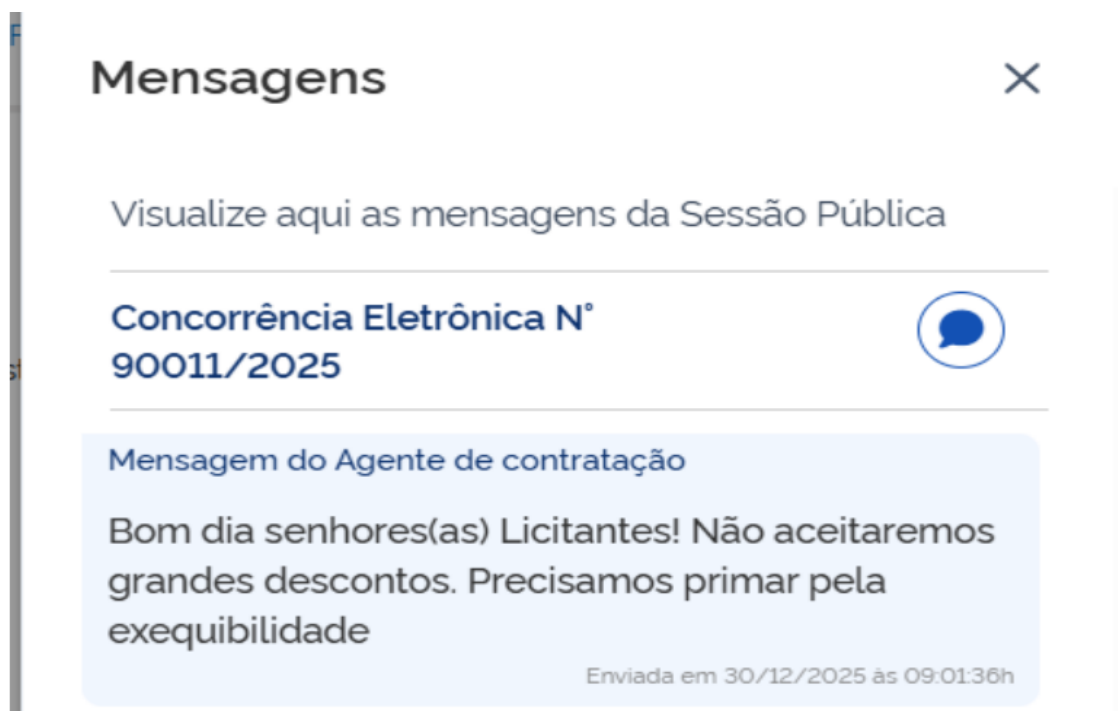 Mensagens
Visualize aqui as mensagens da Sessão Pública
Concorrência Eletrônica N°
90011/2025
Mensagem do Agente de contratação
Bom dia senhores(as) Licitantes! Não aceitaremos
grandes descontos. Precisamos primar pela
exequibilidade
Enviada em 30/12/2025 às 09:01:36h